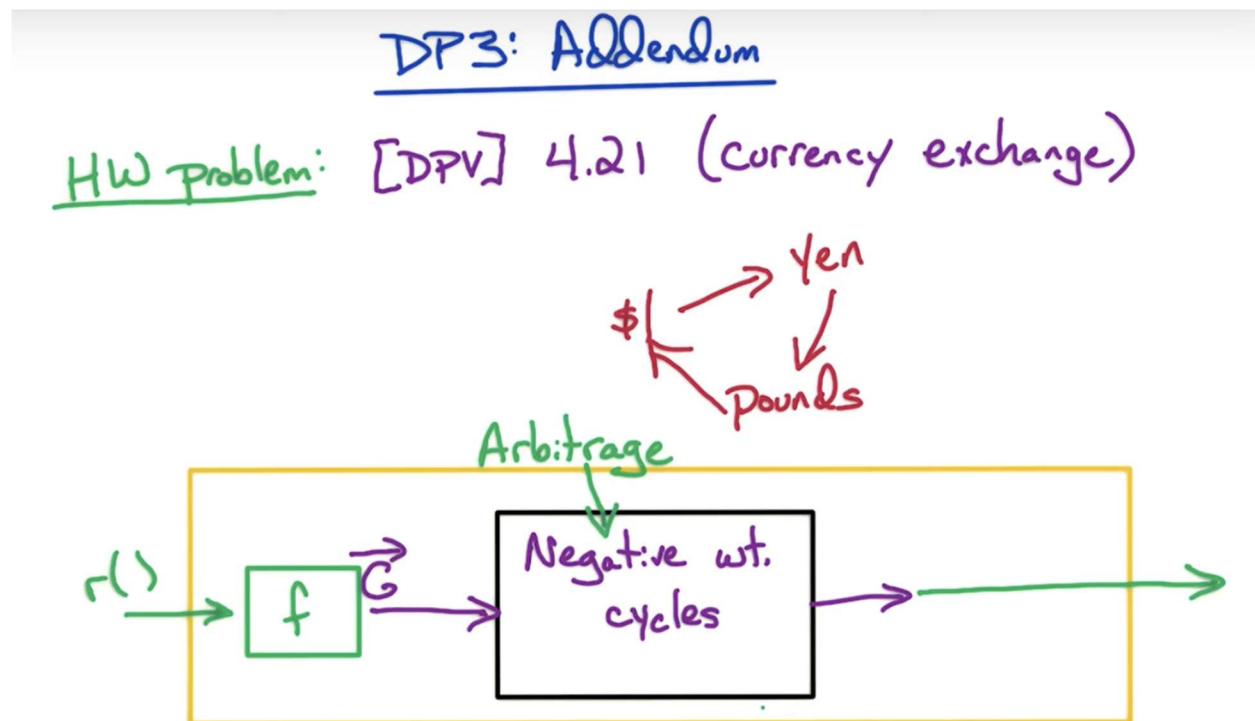 DP3: Addendum
HW problem: [DPV] 4.21 (currency exchange)
Yen
$
Pounds
Arbitrage
r()
f
G
Negative wt.
cycles